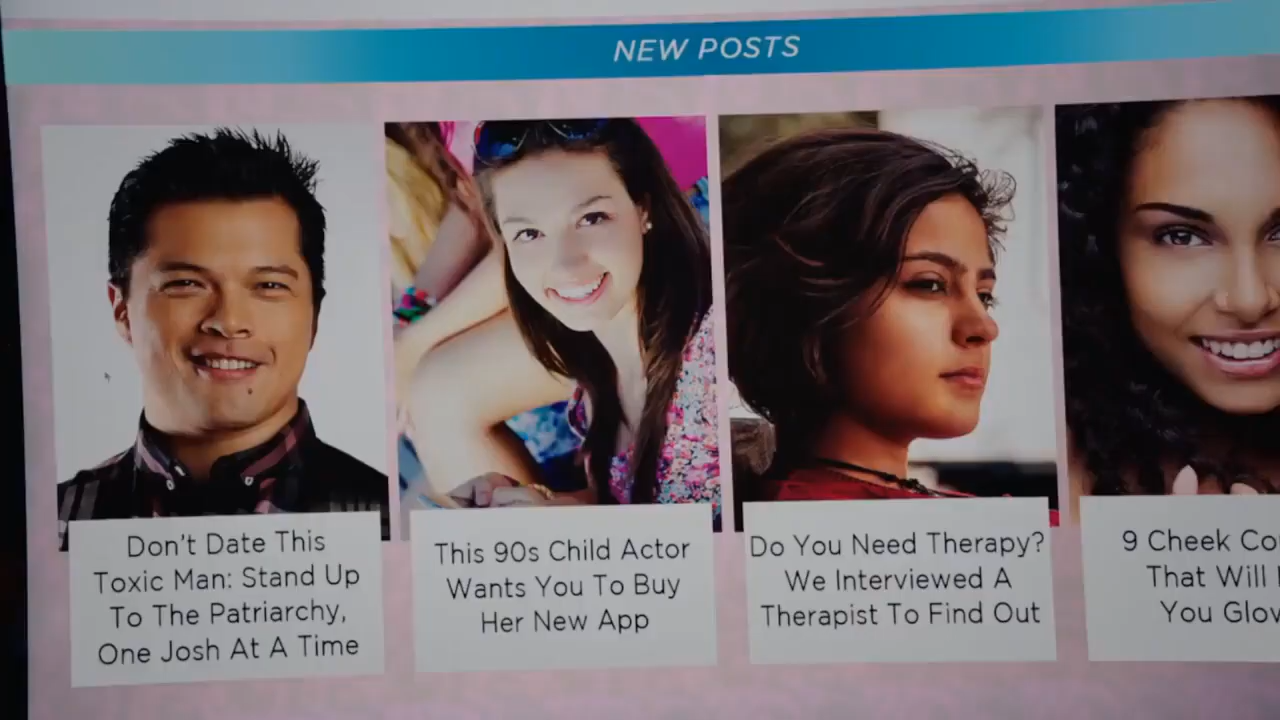 NEW POSTS
Don't Date This
Toxic Man: Stand Up
To The Patriarchy,
One Josh At A Time
This 90s Child Actor
Wants You To Buy
Her New App
Do You Need Therapy?
We Interviewed A
Therapist To Find Out
9 Cheek
That Will
You